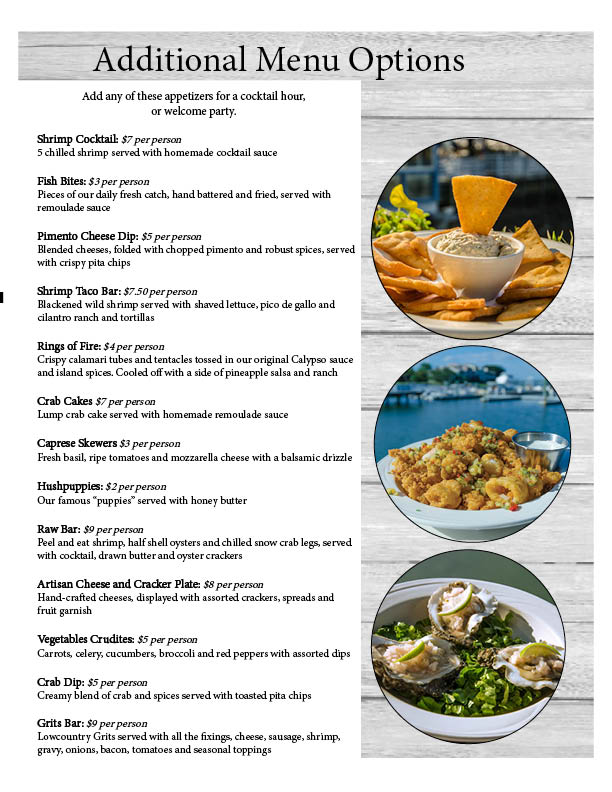 Additional Menu Options
Add any of these appetizers for a cocktail hour,
or welcome party.
Shrimp Cocktail: $7 per person
5 chilled shrimp served with homemade cocktail sauce
Fish Bites: $3 per person
Pieces of our daily fresh catch, hand battered and fried, served with
remoulade sauce
Pimento Cheese Dip: $5 per person
Blended cheeses, folded with chopped pimento and robust spices, served
with crispy pita chips
Shrimp Taco Bar: $7.50 per person
Blackened wild shrimp served with shaved lettuce, pico de gallo and
cilantro ranch and tortillas
Rings of Fire: $4 per person
Crispy calamari tubes and tentacles tossed in our original Calypso sauce
and island spices. Cooled off with a side of pineapple salsa and ranch
Crab Cakes $7 per person
Lump crab cake served with homemade remoulade sauce
Caprese Skewers $3 per person
Fresh basil, ripe tomatoes and mozzarella cheese with a balsamic drizzle
Hushpuppies: $2 per person
Our famous “puppies” served with honey butter
Raw Bar: $9 per person
Peel and eat shrimp, half shell oysters and chilled snow crab legs, served
with cocktail, drawn butter and oyster crackers
Artisan Cheese and Cracker Plate: $8 per person
Hand-crafted cheeses, displayed with assorted crackers, spreads and
fruit garnish
Vegetables Crudites: $5 per person
Carrots, celery, cucumbers, broccoli and red peppers with assorted dips
Crab Dip: $5 per person
Creamy blend of crab and spices served with toasted pita chips
Grits Bar: $9 per person
Lowcountry Grits served with all the fixings, cheese, sausage, shrimp,
gravy, onions, bacon, tomatoes and seasonal toppings